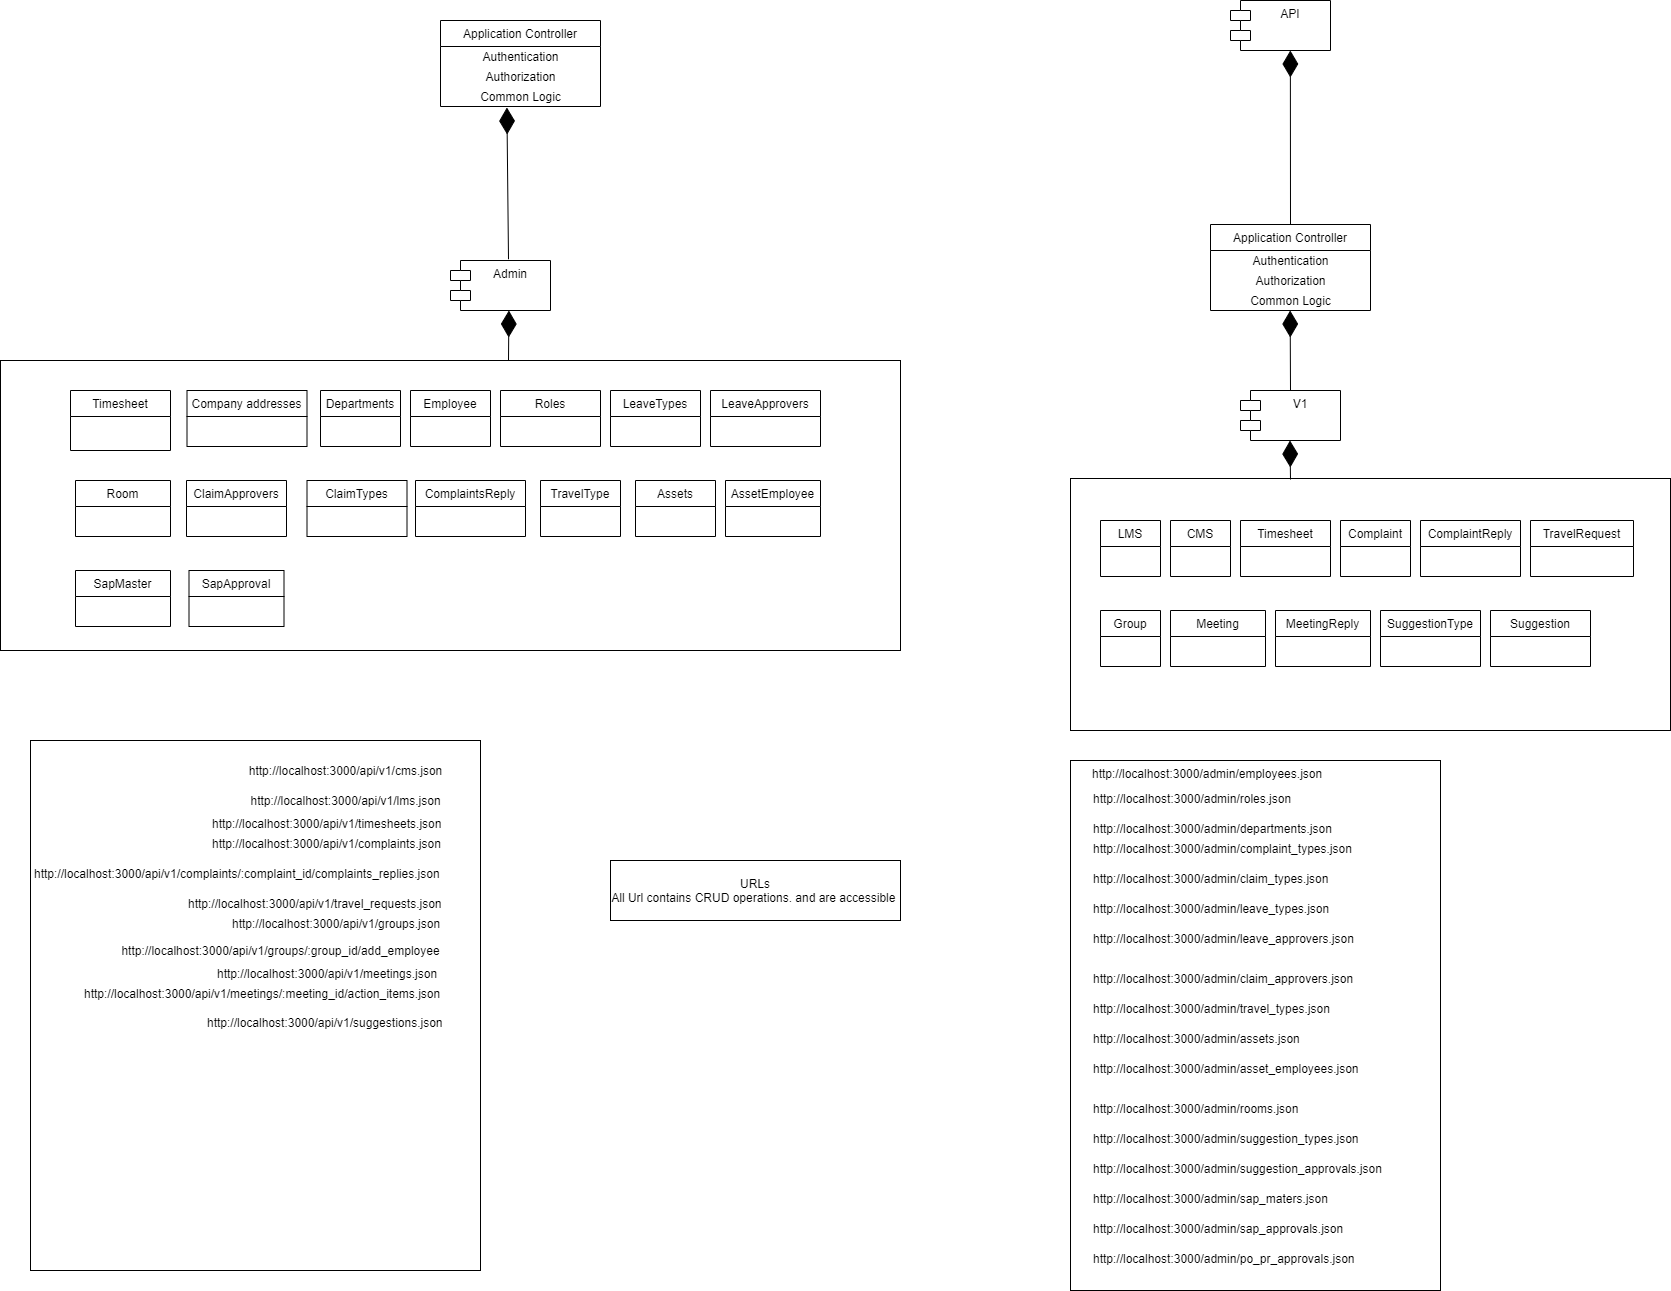 Application Controller
Authentication
Authorization
Common Logic
Admin
Timesheet
Company addresses
Departments
Employee
Roles
LeaveTypes
LeaveApprovers
Room
ClaimApprovers
ClaimTypes
ComplaintsReply
TravelType
Assets
AssetEmployee
SapMaster
SapApproval
API
Application Controller
Authentication
Authorization
Common Logic
V1
LMS
CMS
Timesheet
Complaint
ComplaintReply
TravelRequest
Group
Meeting
MeetingReply
SuggestionType
Suggestion
http://localhost:3000/api/v1/cms.json
http://localhost:3000/api/v1/lms.json
http://localhost:3000/api/v1/timesheets.json
http://localhost:3000/api/v1/complaints.json
http://localhost:3000/api/v1/complaints/:complaint_id/complaints_replies.json
http://localhost:3000/api/v1/travel_requests.json
http://localhost:3000/api/v1/groups.json
http://localhost:3000/api/v1/groups/:group_id/add_employee
http://localhost:3000/api/v1/meetings.json
http://localhost:3000/api/v1/meetings/:meeting_id/action_items.json
http://localhost:3000/api/v1/suggestions.json
URLs
All Url contains CRUD operations. and are accessible
http://localhost:3000/admin/employees.json
http://localhost:3000/admin/roles.json
http://localhost:3000/admin/departments.json
http://localhost:3000/admin/complaint_types.json
http://localhost:3000/admin/claim_types.json
http://localhost:3000/admin/leave_types.json
http://localhost:3000/admin/leave_approvers.json
http://localhost:3000/admin/claim_approvers.json
http://localhost:3000/admin/travel_types.json
http://localhost:3000/admin/assets.json
http://localhost:3000/admin/asset_employees.json
http://localhost:3000/admin/rooms.json
http://localhost:3000/admin/suggestion_types.json
http://localhost:3000/admin/suggestion_approvals.json
http://localhost:3000/admin/sap_maters.json
http://localhost:3000/admin/sap_approvals.json
http://localhost:3000/admin/po_pr_approvals.json